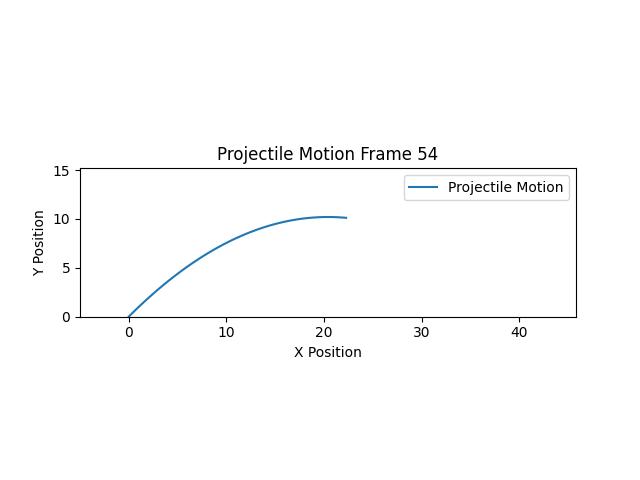 Projectile Motion Frame 54
15
Projectile Motion
10
5
0
Y Position
0 10 20 30 40
X Position